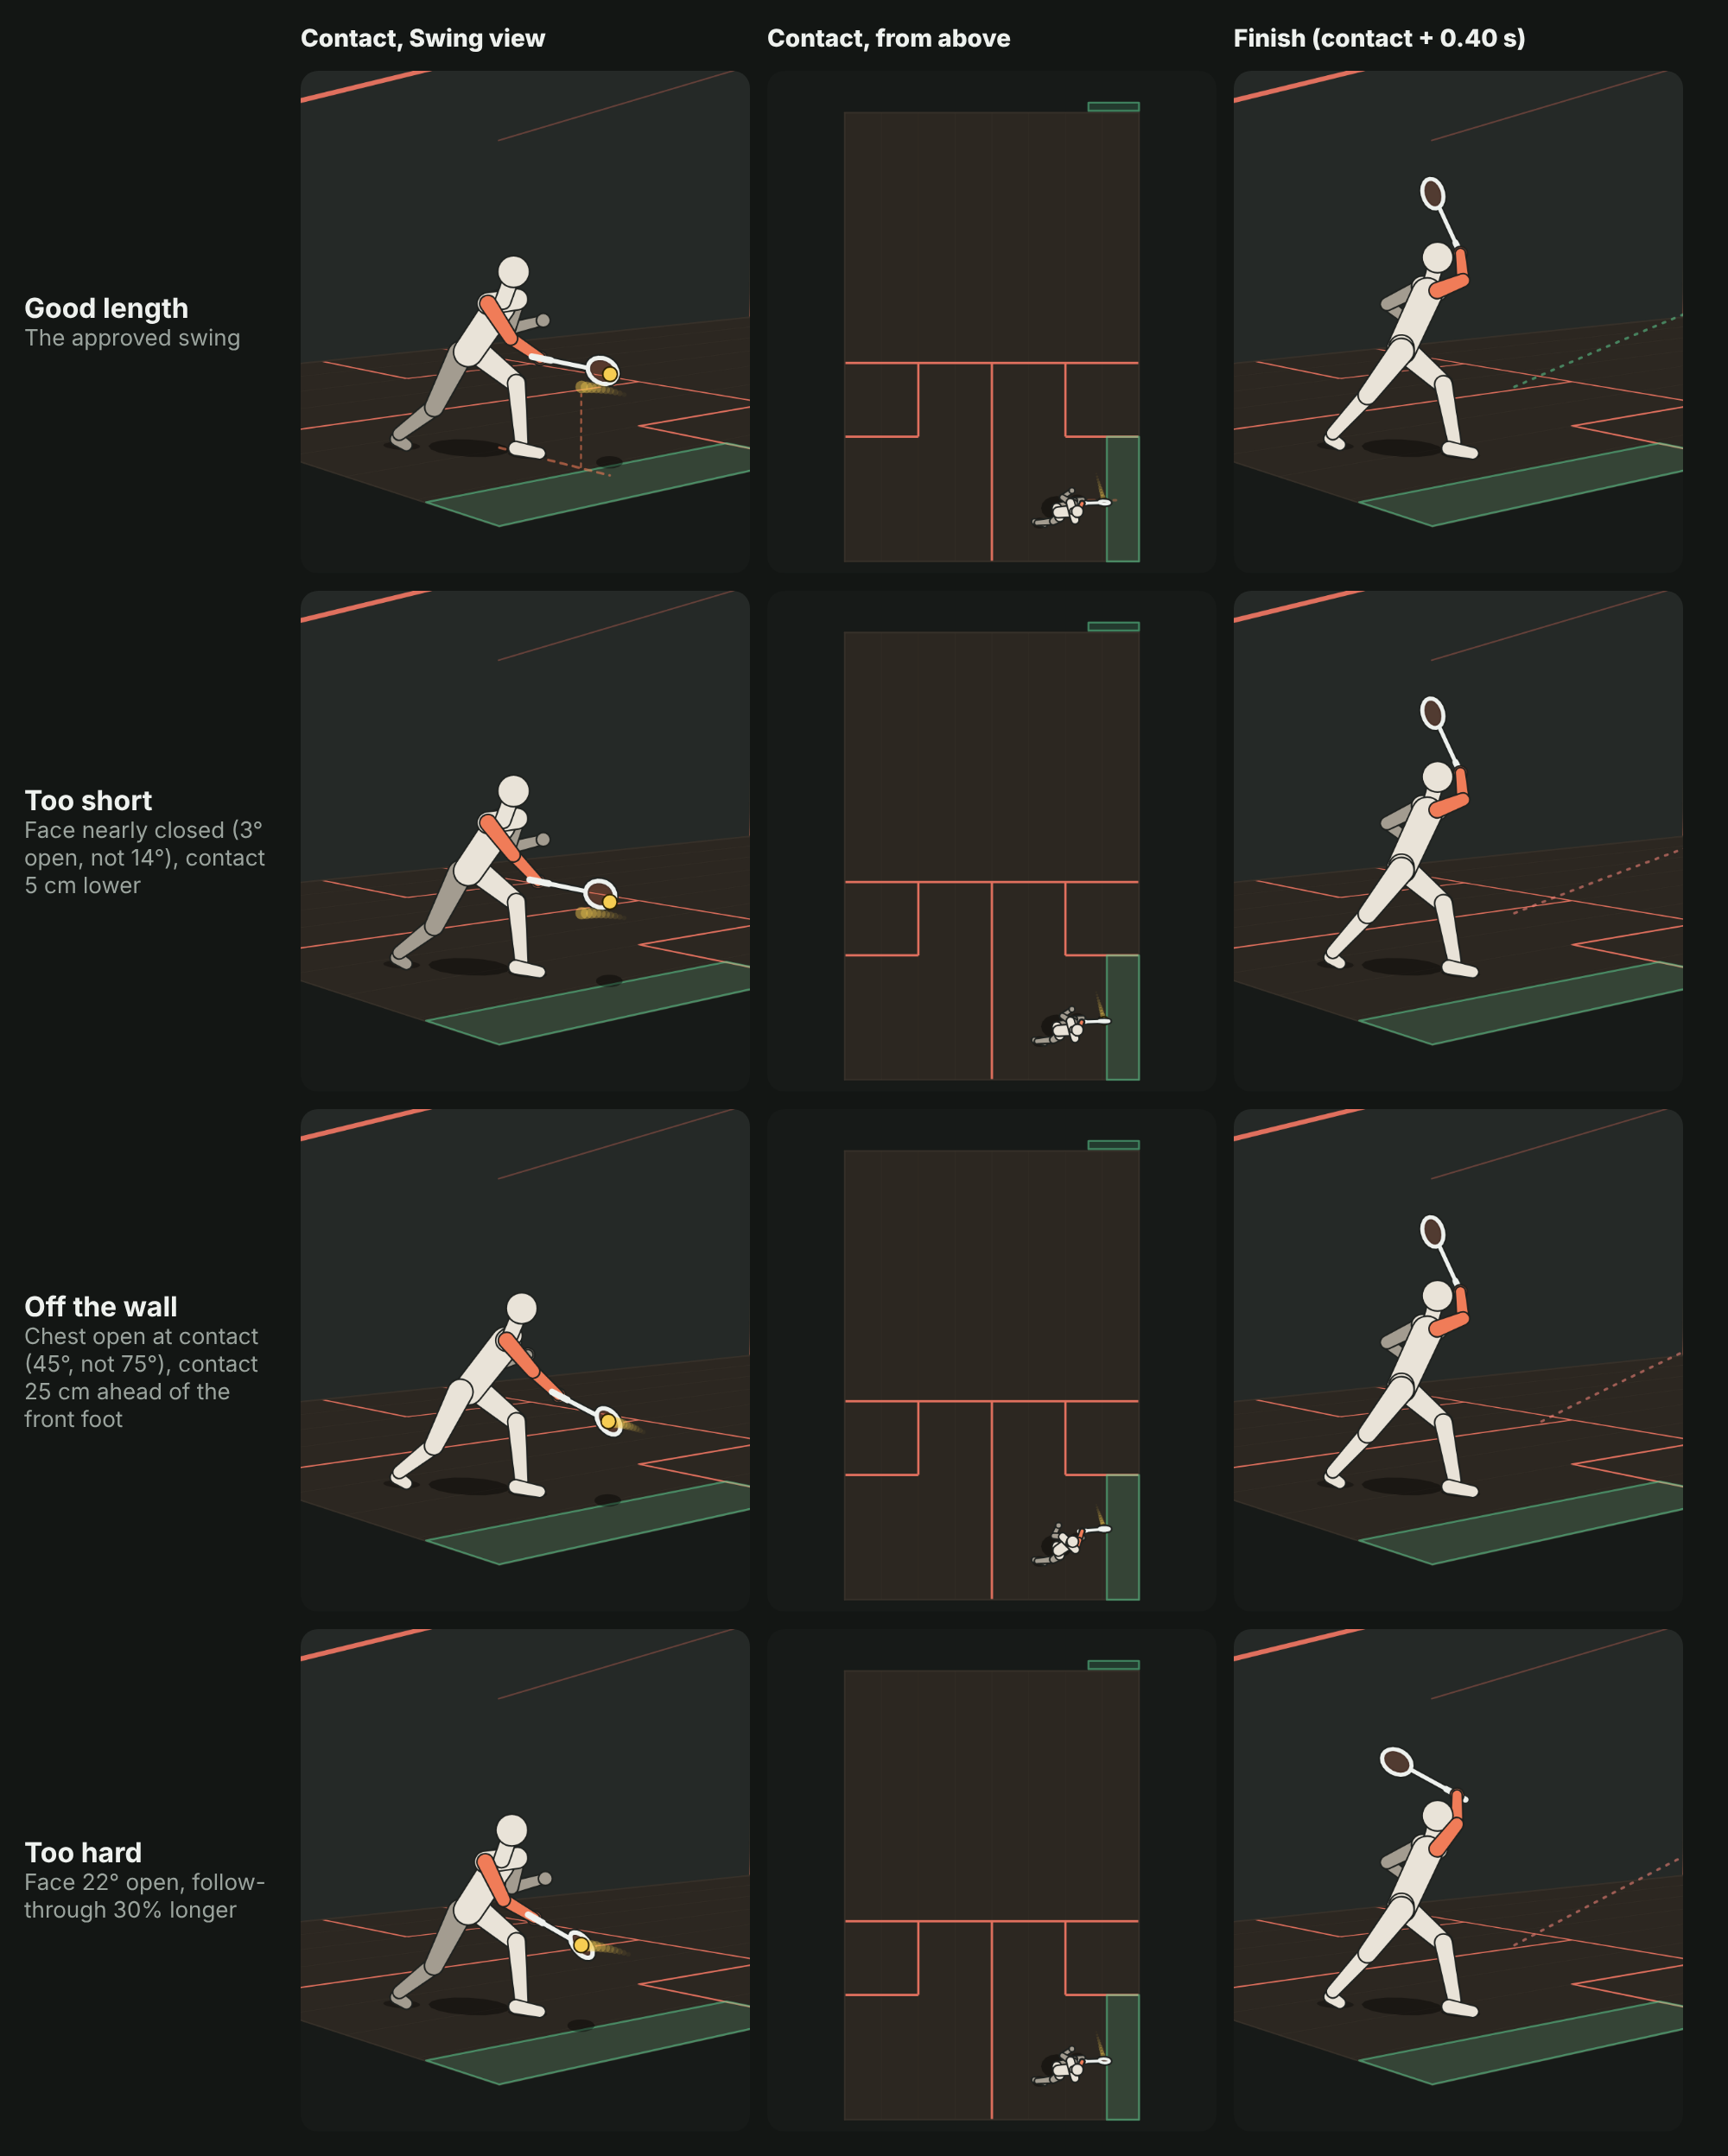 Contact, Swing view
Contact, from above
Finish (contact + 0.40 s)
Good length
The approved swing
Too short
Face nearly closed (3°
open, not 14°), contact
5 cm lower
Off the wall
Chest open at contact
(45°, not 75°), contact
25 cm ahead of the
front foot
Too hard
Face 22° open, follow-
through 30% longer